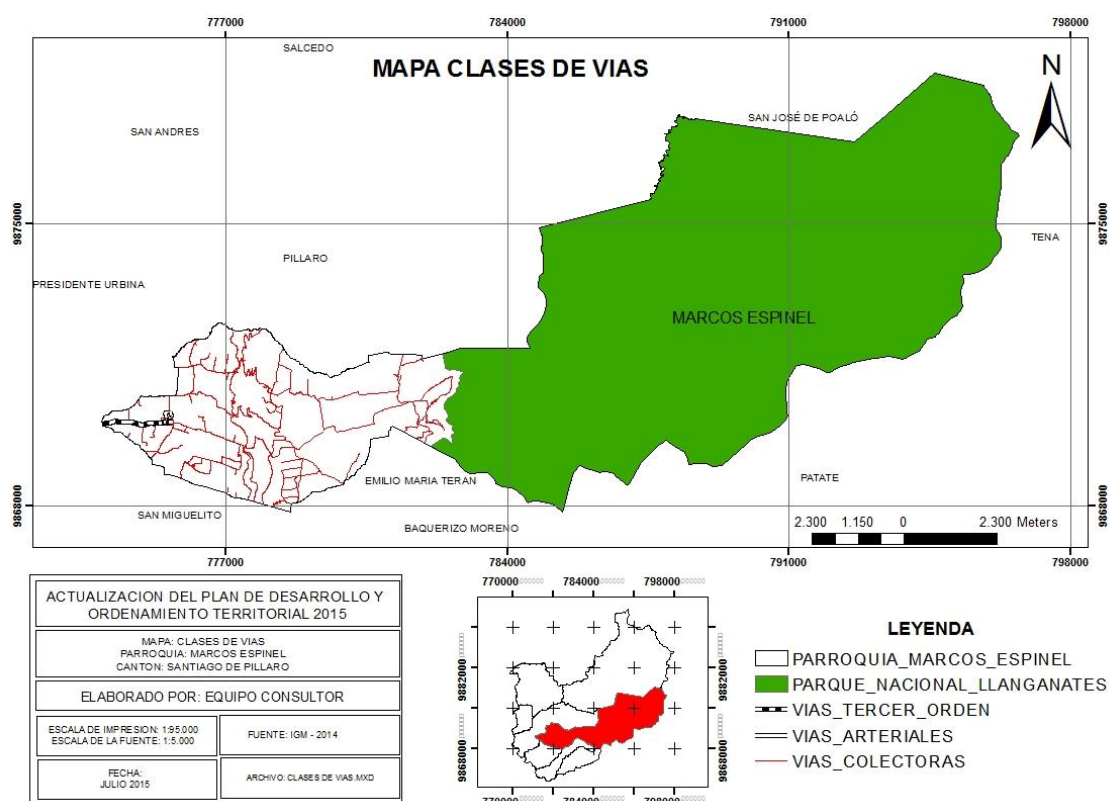 777000 784000 791000 798000
SALCEDO
MAPA CLASES DE VIAS
N
SAN ANDRES
SAN JOSÉ DE POALÓ
9875000
9875000
TENA
PILLARO
PRESIDENTE URBINA
MARCOS ESPINEL
EMILIO MARIA TERAN
PATATE
9868000
9868000
SAN MIGUELITO
BAQUERIZO MORENO
2.300 1.150 0 2.300 Meters
777000 784000 791000 798000
ACTUALIZACION DEL PLAN DE DESARROLLO Y
ORDENAMIENTO TERRITORIAL 2015
MAPA: CLASES DE VIAS
PARROQUIA: MARCOS ESPINEL
CANTON: SANTIAGO DE PILLARO
ELABORADO POR: EQUIPO CONSULTOR
ESCALA DE IMPRESION: 1:95.000
ESCALA DE LA FUENTE: 1:5.000
FUENTE: IGM - 2014
FECHA:
JULIO 2015
ARCHIVO: CLASES DE VIAS.MXD
770000 784000 798000
9882000
9882000
9868000
9868000
770000 784000 798000
LEYENDA
PARROQUIA_MARCOS_ESPINEL
PARQUE_NACIONAL_LLANGANATES
VIAS_TERCER_ORDEN
VIAS_ARTERIALES
VIAS_COLECTORAS